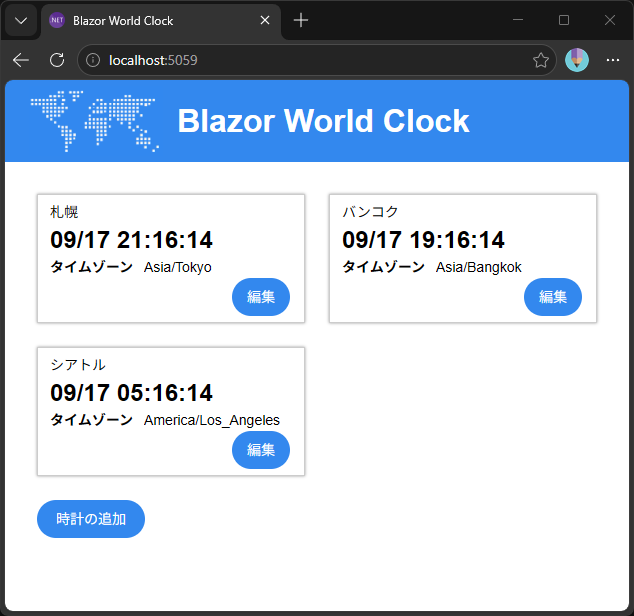 .NET Blazor World Clock
localhost:5059
Blazor World Clock
札幌
09/17 21:16:14
タイムゾーン Asia/Tokyo
編集
バンコク
09/17 19:16:14
タイムゾーン Asia/Bangkok
編集
シアトル
09/17 05:16:14
タイムゾーン America/Los_Angeles
編集
時計の追加